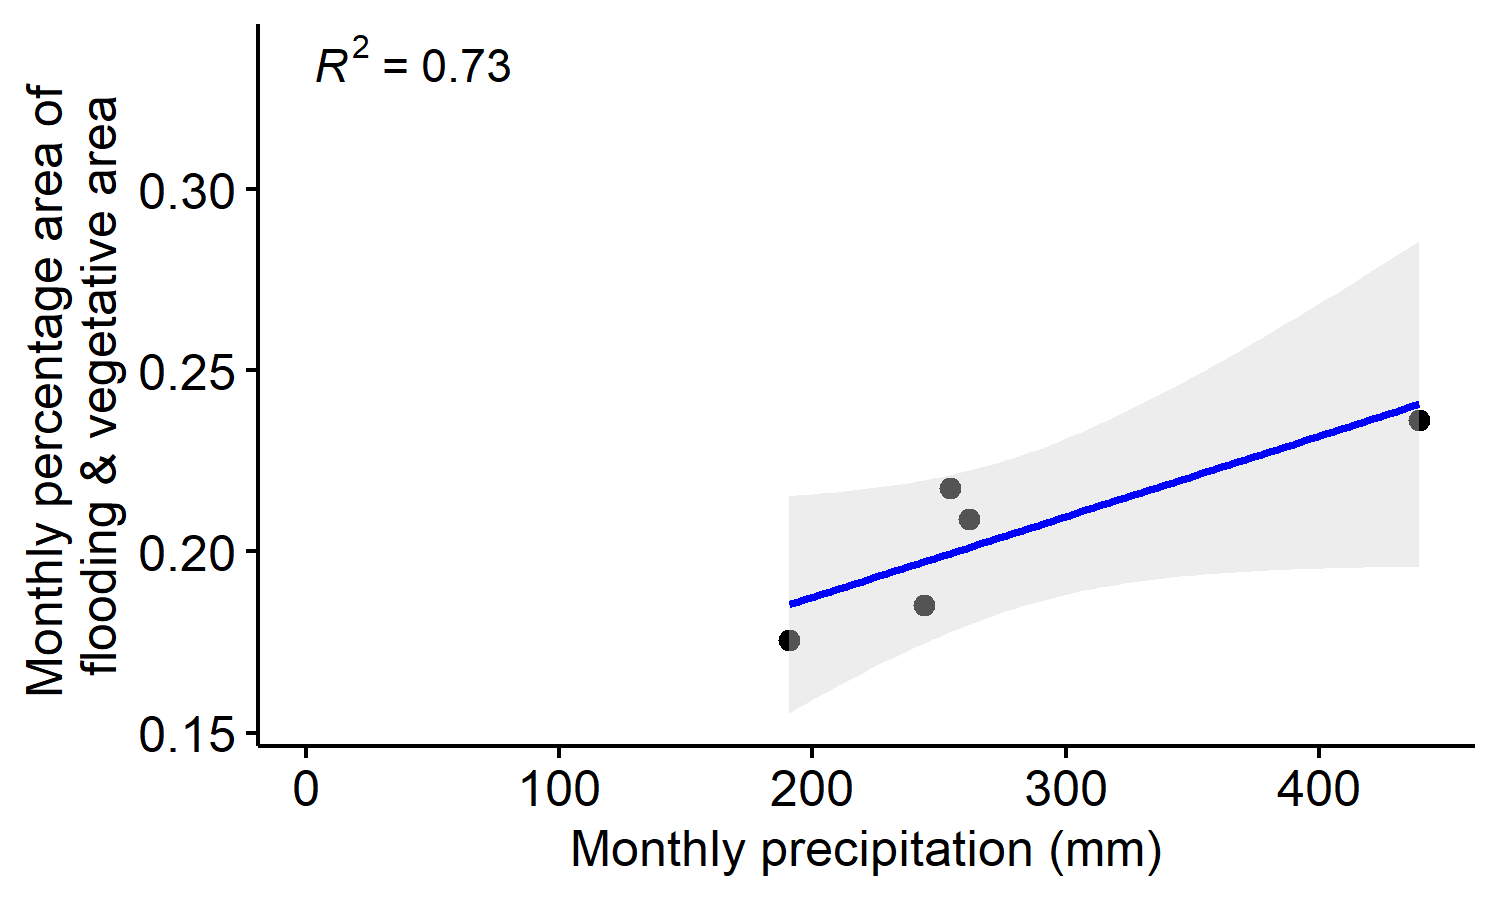 R² = 0.73
Monthly percentage area of
flooding & vegetative area
0.30
0.25
0.20
0.15
0 100 200 300 400
Monthly precipitation (mm)